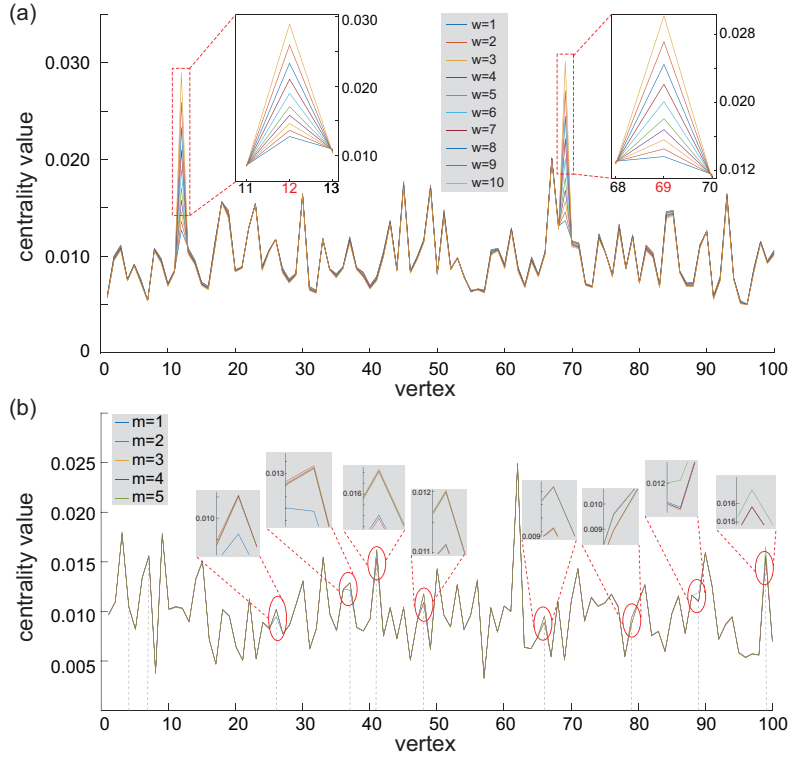 (a)
centrality value
0.035
0.030
0.020
0.010
0
0.030
0.020
0.010
11 12 13
w=1
w=2
w=3
w=4
w=5
w=6
w=7
w=8
w=9
w=10
0.028
0.020
0.012
68 69 70
0 10 20 30 40 50 60 70 80 90 100
vertex
(b)
centrality value
m=1
m=2
m=3
m=4
m=5
0.025
0.020
0.015
0.010
0.005
0.010
0.013
0.016
0.012
0.011
0.009
0.010
0.009
0.012
0.016
0.015
0 10 20 30 40 50 60 70 80 90 100
vertex